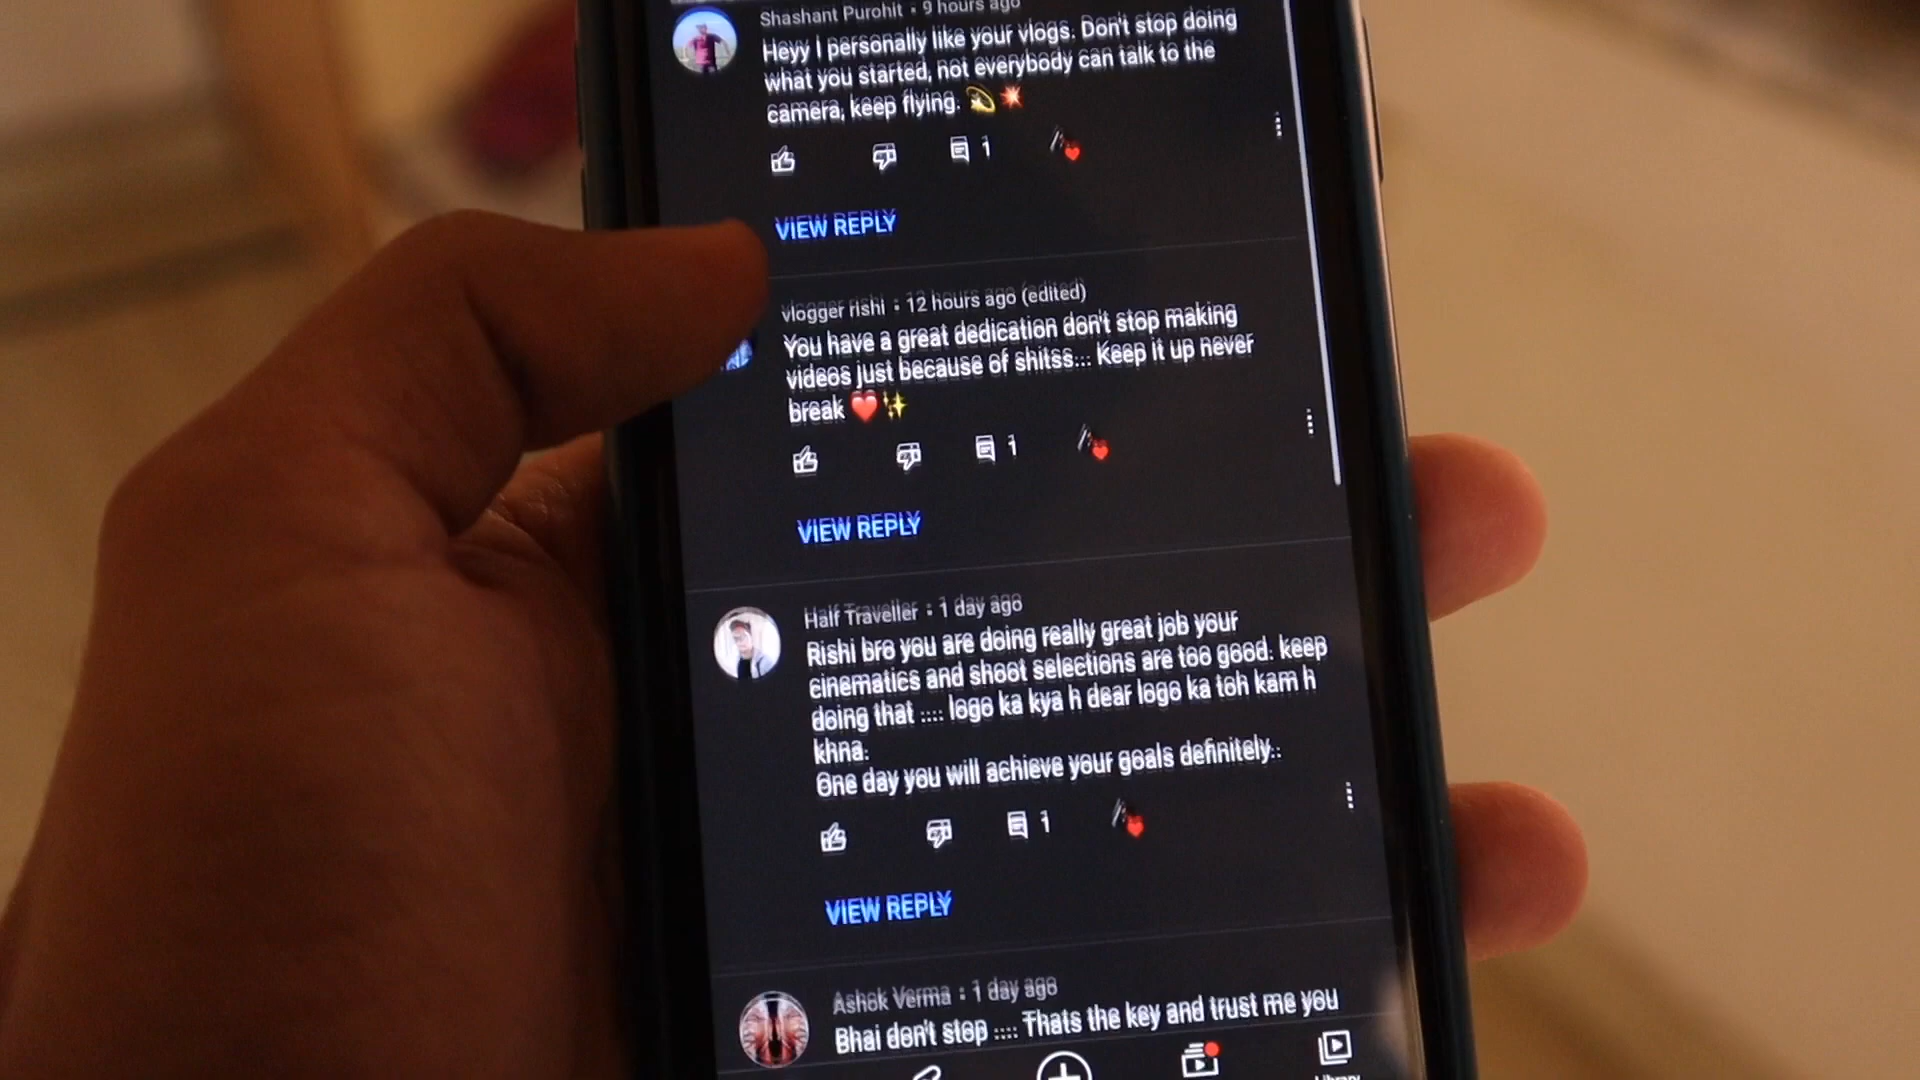 Shashant Purohit • 9 hours ago
Heyy I personally like your vlogs. Don't stop doing
what you started, not everybody can talk to the
camera, keep flying. 💫💥
1
VIEW REPLY
vlogger rishi • 12 hours ago (edited)
You have a great dedication don't stop making
videos just because of shitss... Keep it up never
break ❤️✨
1
VIEW REPLY
Half Traveller • 1 day ago
Rishi bro you are doing really great job your
cinematics and shoot selections are too good. keep
doing that .... logo ka kya h dear logo ka toh kam h
khna.
One day you will achieve your goals definitely..
1
VIEW REPLY
Ashok Verma • 1 day ago
Bhai don't stop .... Thats the key and trust me you
Library